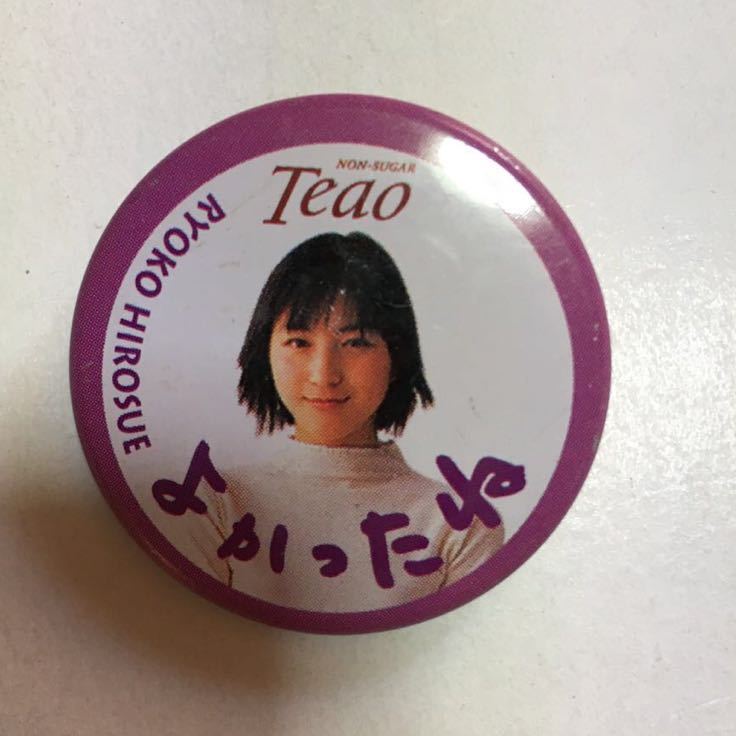 NON-SUGAR
Teao
RYOKO HIROSUE
よかったね